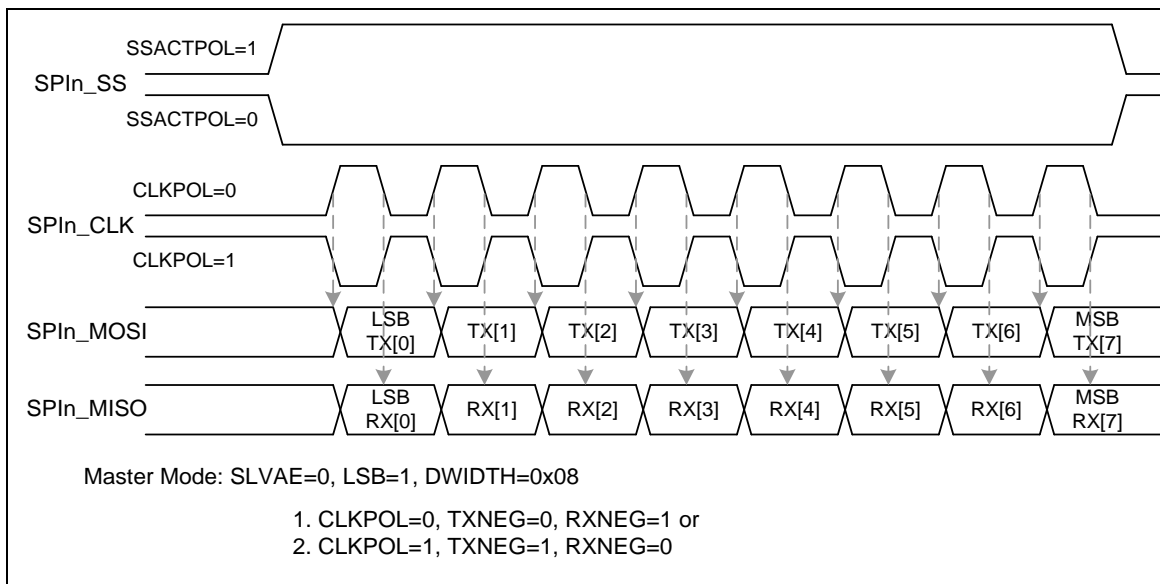 SSACTPOL=1
SPIn_SS
SSACTPOL=0
CLKPOL=0
SPIn_CLK
CLKPOL=1
SPIn_MOSI
LSB TX[0] TX[1] TX[2] TX[3] TX[4] TX[5] TX[6] MSB TX[7]
SPIn_MISO
LSB RX[0] RX[1] RX[2] RX[3] RX[4] RX[5] RX[6] MSB RX[7]
Master Mode: SLVAE=0, LSB=1, DWIDTH=0x08
1. CLKPOL=0, TXNEG=0, RXNEG=1 or
2. CLKPOL=1, TXNEG=1, RXNEG=0